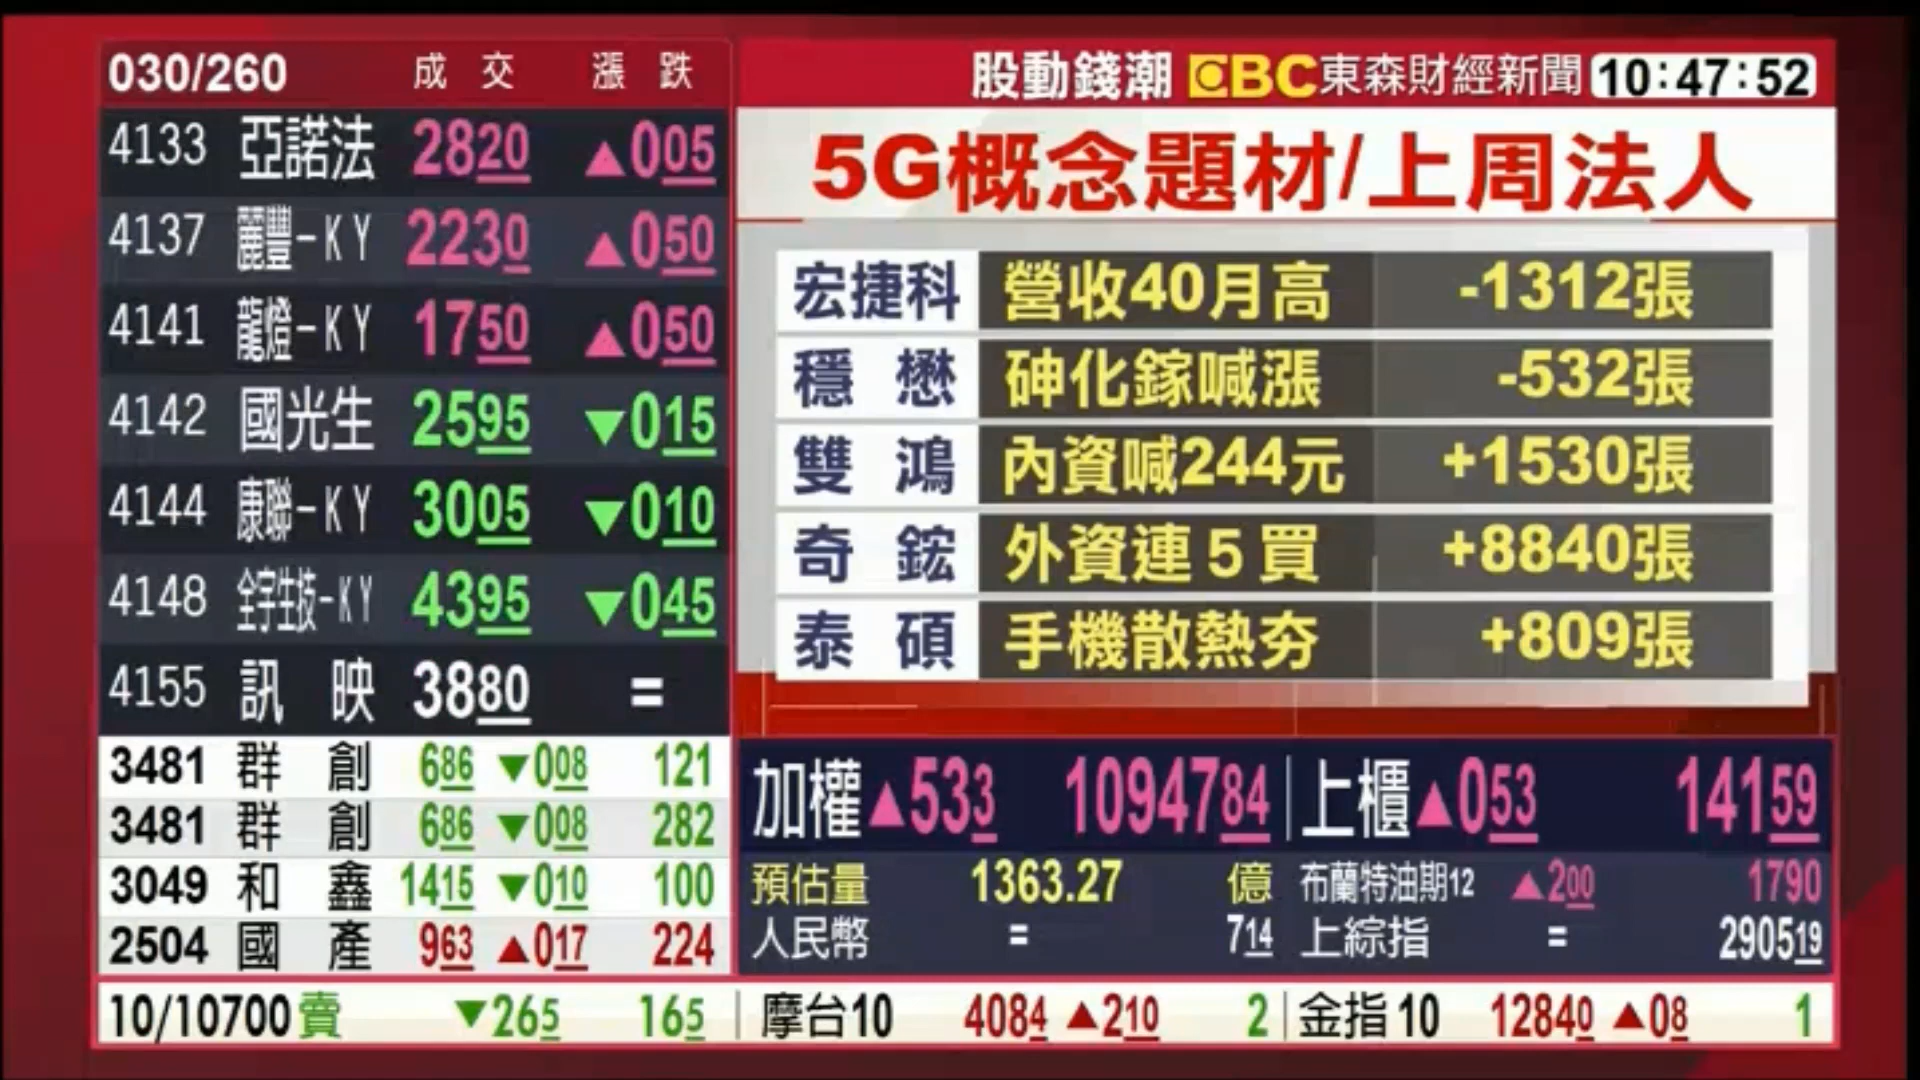 030/260 成交 漲跌
4133 亞諾法 2820 ▲005
4137 麗豐-KY 2230 ▲050
4141 龍燈-KY 1750 ▲050
4142 國光生 2595 ▼015
4144 康聯-KY 3005 ▼010
4148 全宇生技-KY 4395 ▼045
4155 訊映 3880 =
3481 群創 686 ▼008 121
3481 群創 686 ▼008 282
3049 和鑫 1415 ▼010 100
2504 國產 963 ▲017 224
股動錢潮 EBC東森財經新聞 10:47:52
5G概念題材/上周法人
宏捷科 營收40月高 -1312張
穩懋 砷化鎵喊漲 -532張
雙鴻 內資喊244元 +1530張
奇鋐 外資連5買 +8840張
泰碩 手機散熱夯 +809張
加權▲533 1094784 上櫃▲053 14159
預估量 1363.27 億 布蘭特油期12 ▲200 1790
人民幣 = 714 上綜指 = 290519
10/10700賣 ▼265 165 摩台10 4084 ▲210 2 金指10 12840 ▲08 1